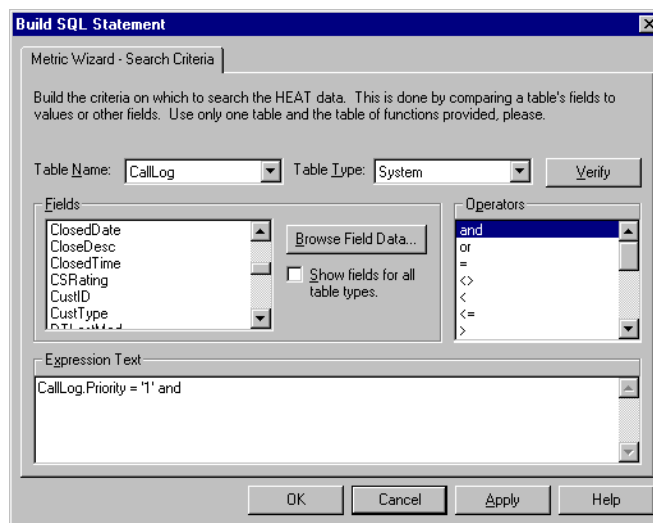 Build SQL Statement
Metric Wizard - Search Criteria
Build the criteria on which to search the HEAT data. This is done by comparing a table's fields to
values or other fields. Use only one table and the table of functions provided, please.
Table Name: CallLog Table Type: System Verify
Fields
Operators
ClosedDate
CloseDesc
ClosedTime
CSRating
CustID
CustType
Browse Field Data...
Show fields for all
table types.
and
or
=
<>
<
<=
>
Expression Text
CallLog.Priority = '1' and
OK Cancel Apply Help